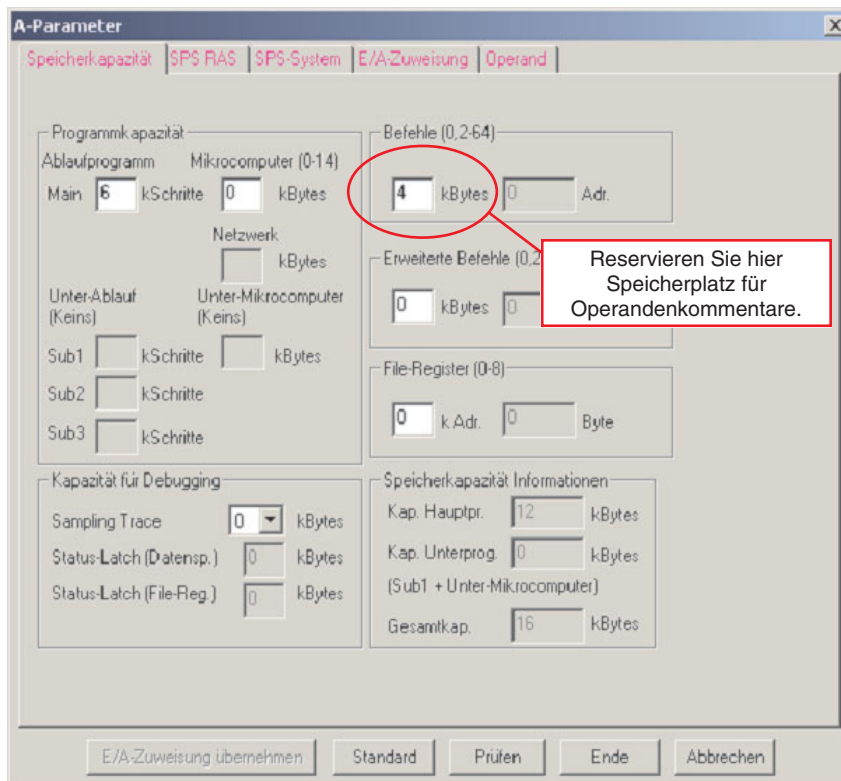 A-Parameter
Speicherkapazität SPS RAS SPS-System E/A-Zuweisung Operand
Programmkapazität
Ablaufprogramm Mikrocomputer (0-14)
Main 6 kSchritte 0 kBytes
Netzwerk
kBytes
Unter-Ablauf Unter-Mikrocomputer
(Keins) (Keins)
Sub1 kSchritte kBytes
Sub2 kSchritte
Sub3 kSchritte
Befehle (0,2-64)
4 kBytes 0 Adr.
Reservieren Sie hier
Speicherplatz für
Operandenkommentare.
Erweiterte Befehle (0,2
0 kBytes 0
File-Register (0-8)
0 k Adr. 0 Byte
Kapazität für Debugging
Sampling Trace 0 kBytes
Status-Latch (Datensp.) 0 kBytes
Status-Latch (File-Reg.) 0 kBytes
Speicherkapazität Informationen
Kap. Hauptpr. 12 kBytes
Kap. Unterprog. 0 kBytes
(Sub1 + Unter-Mikrocomputer)
Gesamtkap. 16 kBytes
E/A-Zuweisung übernehmen Standard Prüfen Ende Abbrechen